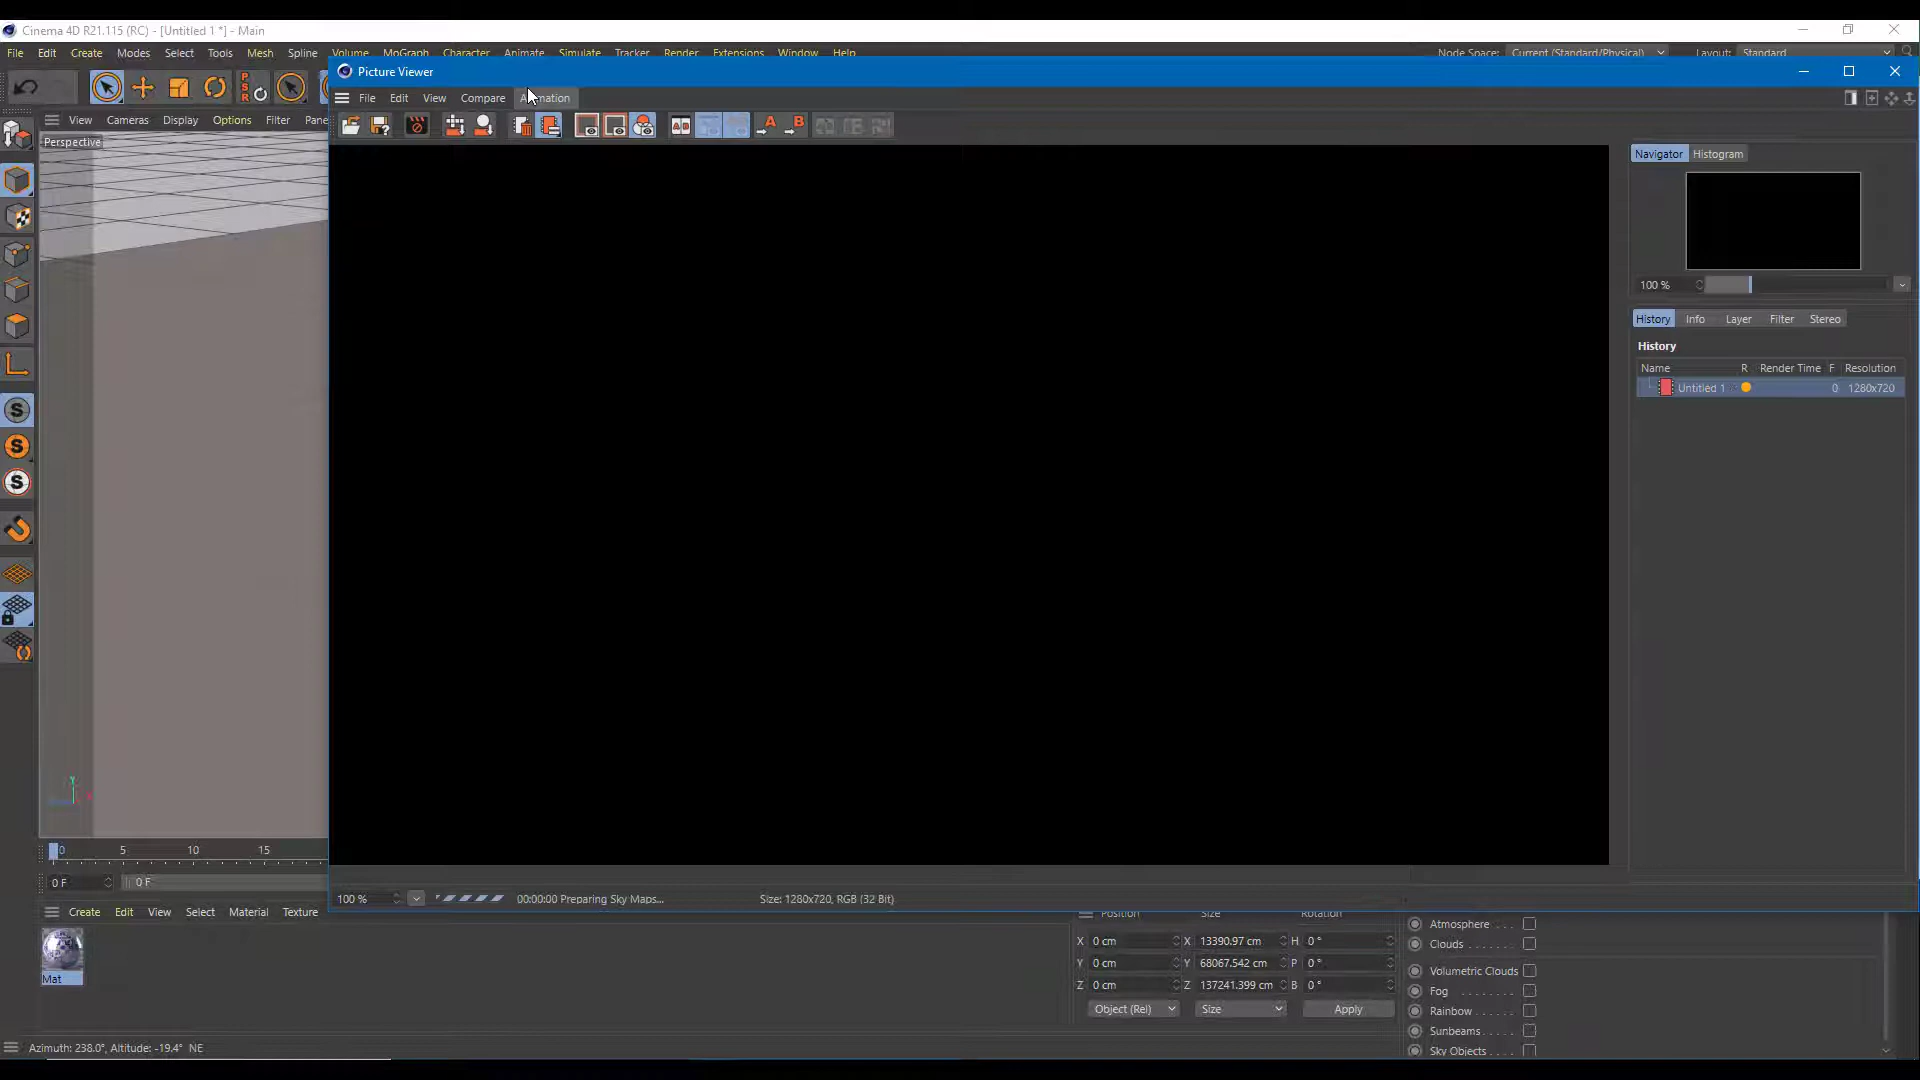 Cinema 4D R21.115 (RC) - [Untitled 1 *] - Main
File Edit Create Modes Select Tools Mesh Spline Volume MoGraph Character Animate Simulate Tracker Render Extensions Window Help Node Space: Current (Standard/Physical) Layout: Standard
Picture Viewer
File Edit View Compare Animation
View Cameras Display Options Filter
Perspective
Navigator Histogram
100 %
History Info Layer Filter Stereo
History
Name R Render Time F Resolution
Untitled 1 0 1280x720
0 5 10 15
0 F 0 F
100 % 00:00:00 Preparing Sky Maps... Size: 1280x720, RGB (32 Bit)
Create Edit View Select Material Texture
Position Size Rotation
X 0 cm X 13390.97 cm H 0 °
Y 0 cm Y 68067.542 cm P 0 °
Z 0 cm Z 137241.399 cm B 0 °
Object (Rel) Size Apply
Mat
Atmosphere . . .
Clouds . . . . . .
Volumetric Clouds
Fog . . . . . . . .
Rainbow . . . . .
Sunbeams . . . .
Sky Objects . . .
Azimuth: 238.0°, Altitude: -19.4° NE